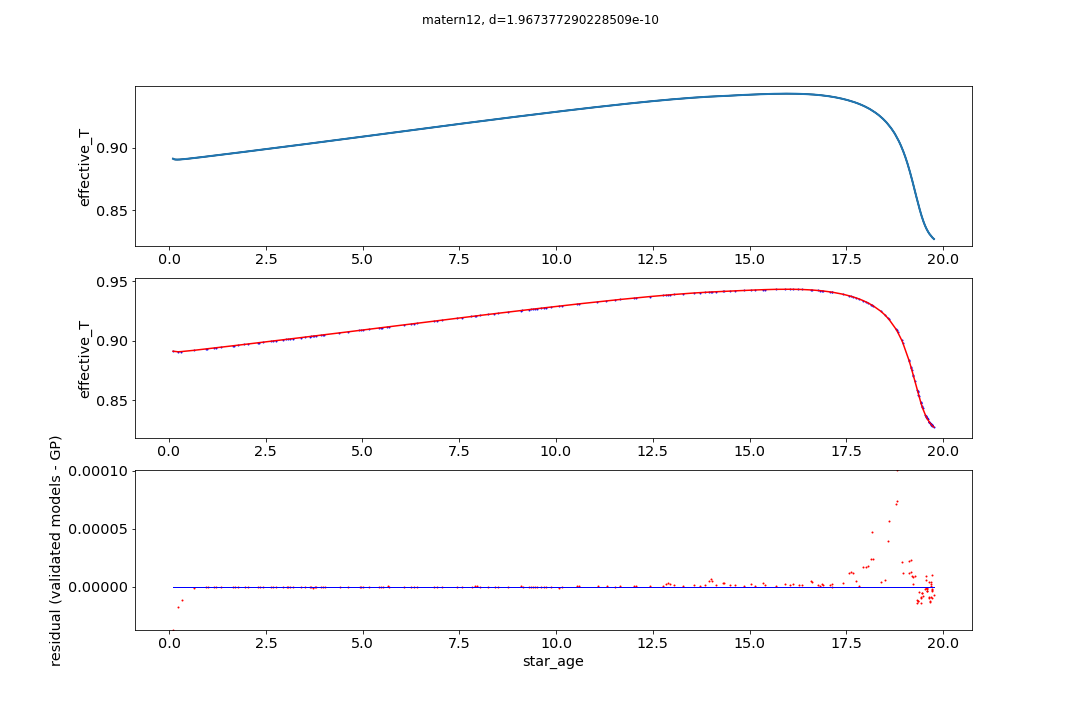 matern12, d=1.967377290228509e-10
effective_T
0.90
0.85
0.0 2.5 5.0 7.5 10.0 12.5 15.0 17.5 20.0
effective_T
0.95
0.90
0.85
0.0 2.5 5.0 7.5 10.0 12.5 15.0 17.5 20.0
residual (validated models - GP)
0.00010
0.00005
0.00000
0.0 2.5 5.0 7.5 10.0 12.5 15.0 17.5 20.0
star_age